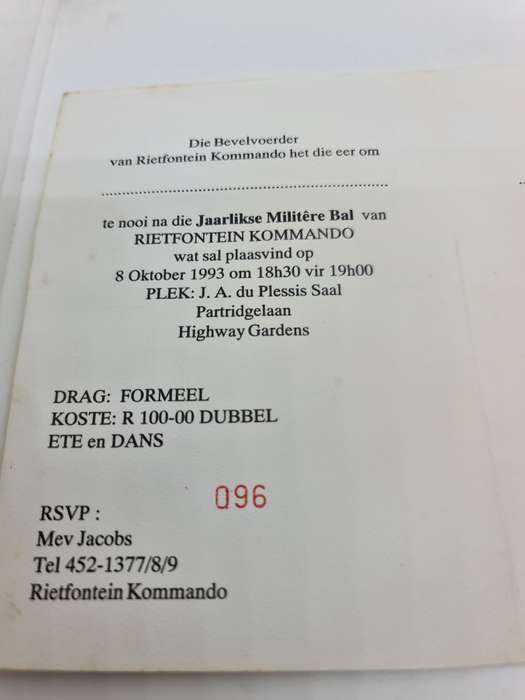 Die Bevelvoerder
van Rietfontein Kommando het die eer om
..........................................................
te nooi na die Jaarlikse Militêre Bal van
RIETFONTEIN KOMMANDO
wat sal plaasvind op
8 Oktober 1993 om 18h30 vir 19h00
PLEK: J. A. du Plessis Saal
Partridgelaan
Highway Gardens
DRAG: FORMEEL
KOSTE: R 100-00 DUBBEL
ETE en DANS
096
RSVP :
Mev Jacobs
Tel 452-1377/8/9
Rietfontein Kommando